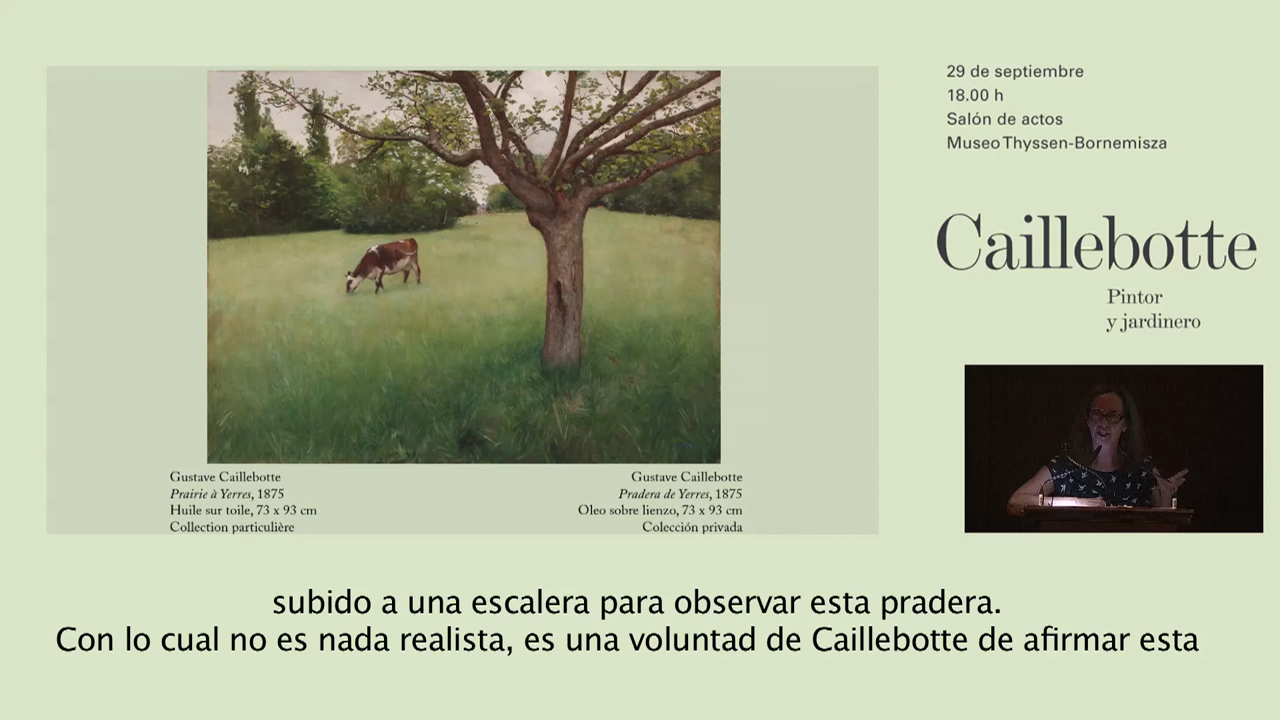 29 de septiembre
18.00 h
Salón de actos
Museo Thyssen-Bornemisza
Caillebotte
Pintor
y jardinero
Gustave Caillebotte
Prairie à Yerres, 1875
Huile sur toile, 73 x 93 cm
Collection particulière
Gustave Caillebotte
Pradera de Yerres, 1875
Oleo sobre lienzo, 73 x 93 cm
Colección privada
subido a una escalera para observar esta pradera.
Con lo cual no es nada realista, es una voluntad de Caillebotte de afirmar esta